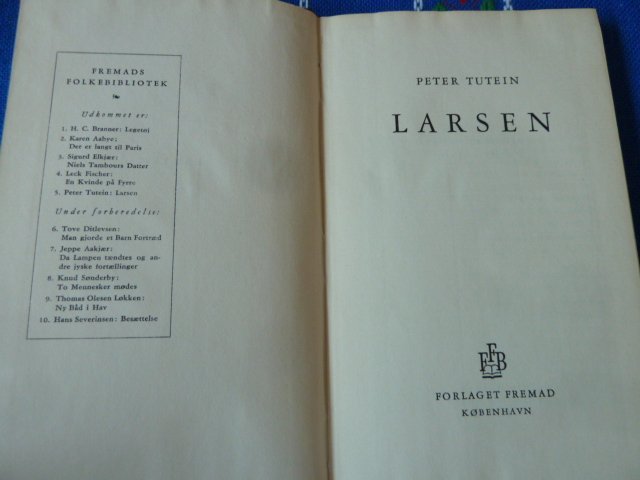 FREMADS
FOLKEBIBLIOTEK
Udkommet er:
1. H. C. Branner: Legetøj
2. Karen Aabye:
Der er langt til Paris
3. Sigurd Elkjær:
Niels Tambours Datter
4. Leck Fischer:
En Kvinde på Fyrre
5. Peter Tutein: Larsen
Under forberedelse:
6. Tove Ditlevsen:
Man gjorde et Barn Fortræd
7. Jeppe Aakjær:
Da Lampen tændtes og an-
dre jyske fortællinger
8. Knud Sønderby:
To Mennesker mødes
9. Thomas Olesen Løkken:
Ny Båd i Hav
10. Hans Severinsen: Besættelse
PETER TUTEIN
LARSEN
FFB
FORLAGET FREMAD
KØBENHAVN